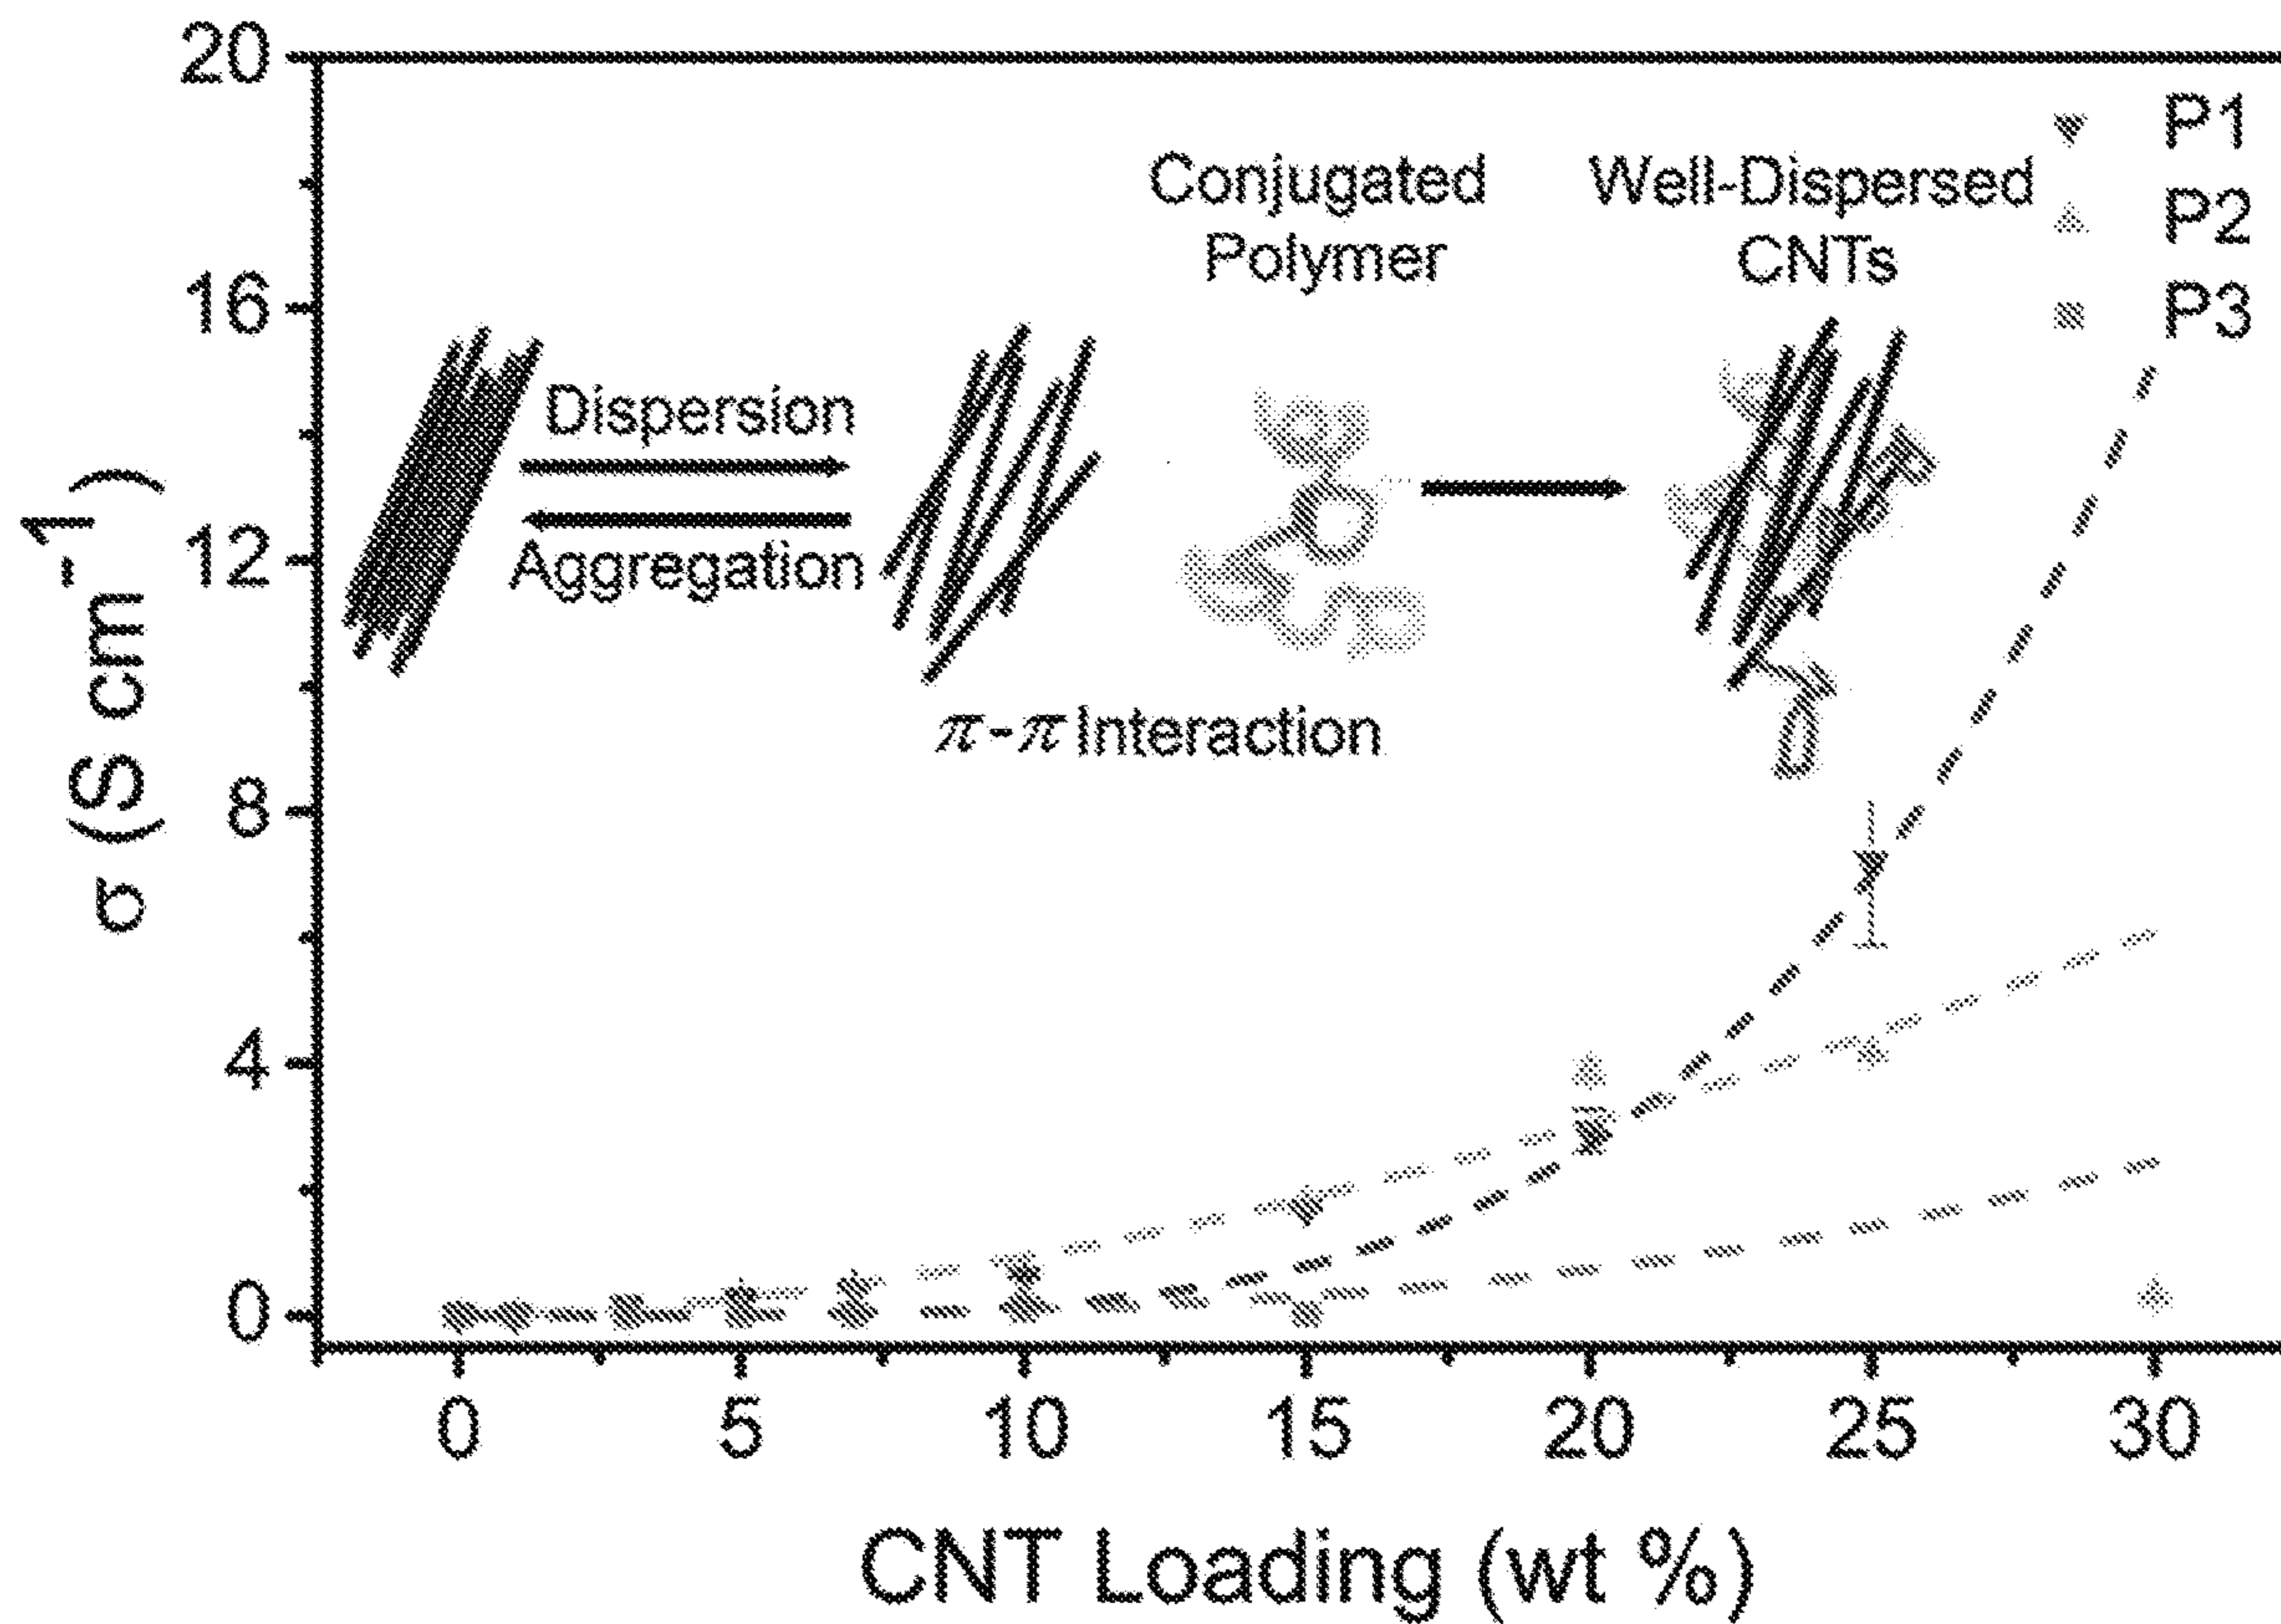 20
16
12
8
4
0
σ (S cm⁻¹)
P1
P2
P3
Conjugated
Polymer
Well-Dispersed
CNTs
Dispersion
Aggregation
π-π Interaction
0 5 10 15 20 25 30
CNT Loading (wt %)